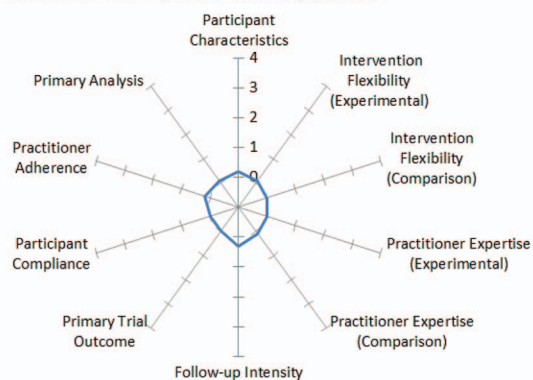 Participant
Characteristics
4
3
2
1
0
Intervention
Flexibility
(Experimental)
Intervention
Flexibility
(Comparison)
Practitioner Expertise
(Experimental)
Practitioner Expertise
(Comparison)
Follow-up Intensity
Primary Trial
Outcome
Participant
Compliance
Practitioner
Adherence
Primary Analysis